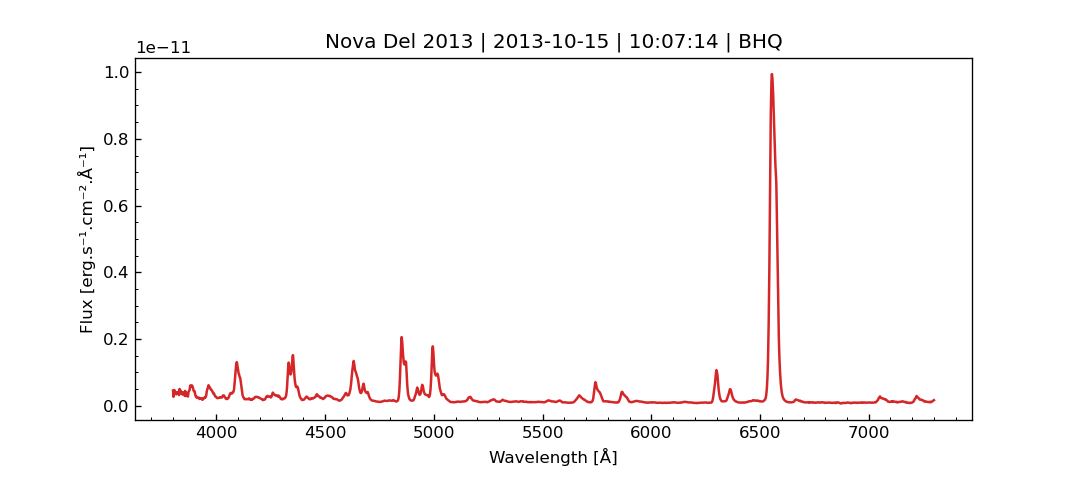 Nova Del 2013 | 2013-10-15 | 10:07:14 | BHQ
1e−11
1.0
0.8
0.6
0.4
0.2
0.0
Flux [erg.s⁻¹.cm⁻².Å⁻¹]
4000 4500 5000 5500 6000 6500 7000
Wavelength [Å]